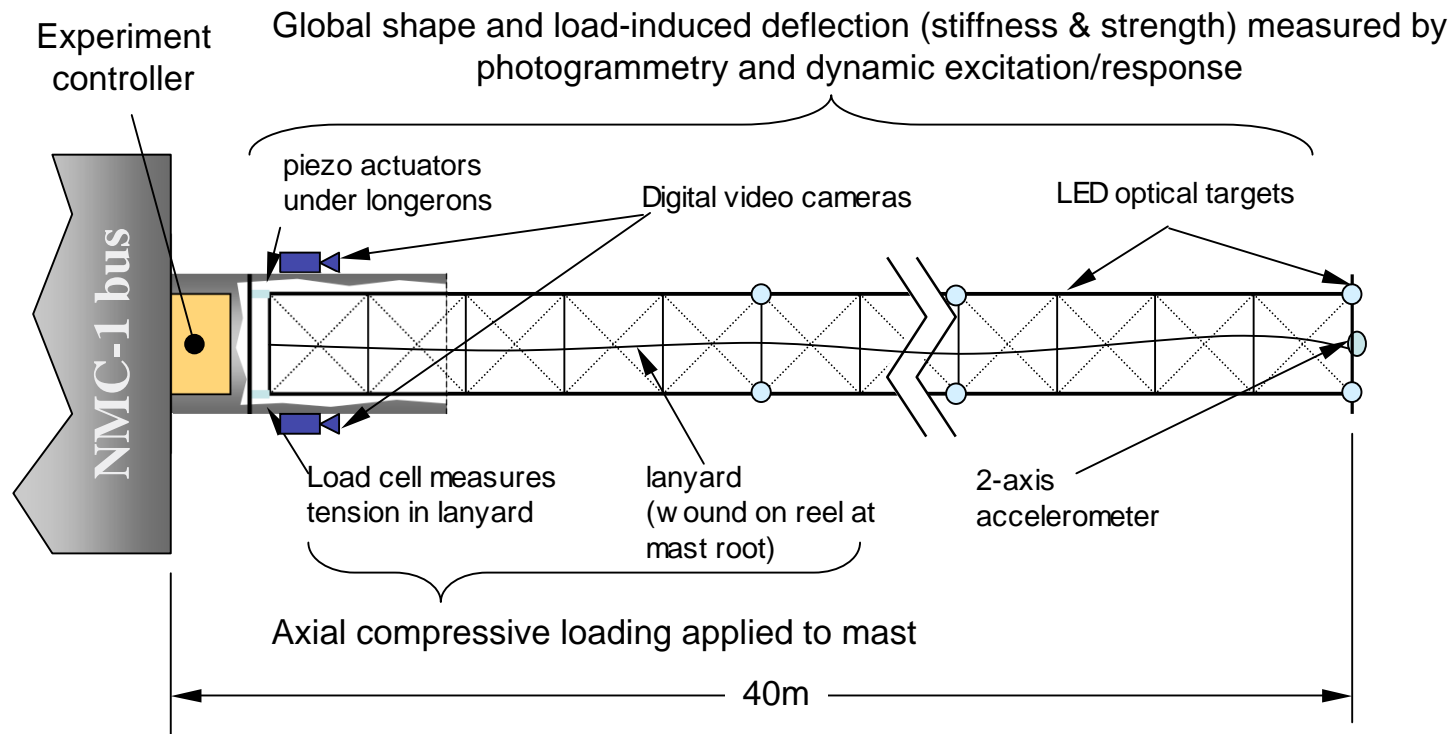 Experiment
controller
Global shape and load-induced deflection (stiffness & strength) measured by
photogrammetry and dynamic excitation/response
piezo actuators
under longerons
Digital video cameras
LED optical targets
NMC-1 bus
Load cell measures
tension in lanyard
lanyard
(wound on reel at
mast root)
2-axis
accelerometer
Axial compressive loading applied to mast
40m